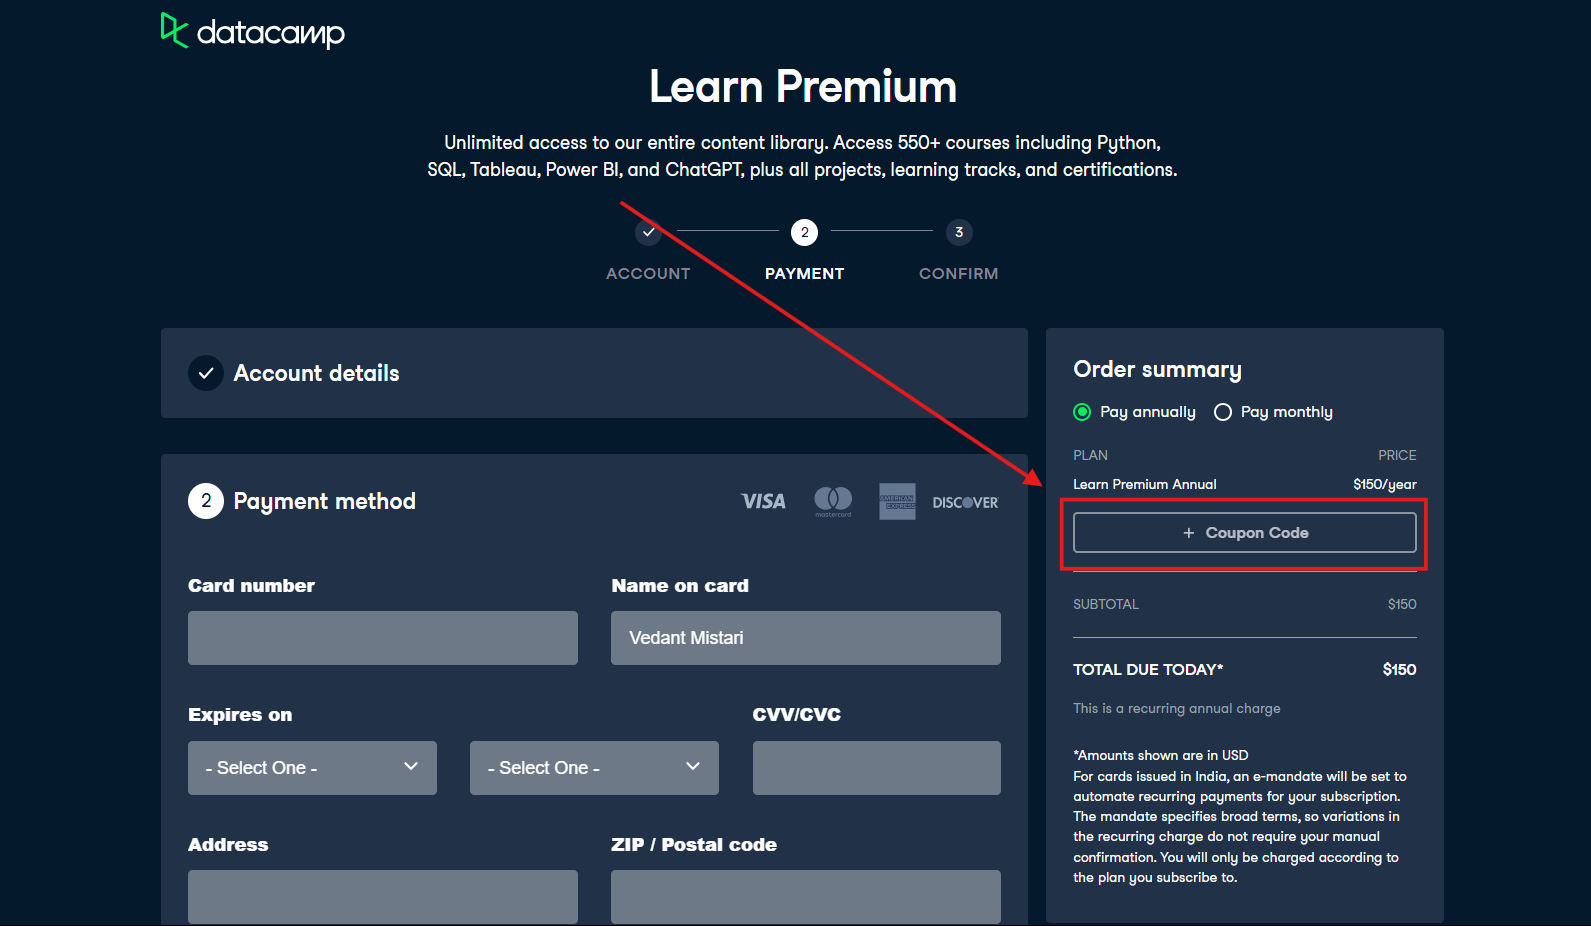 datacamp
Learn Premium
Unlimited access to our entire content library. Access 550+ courses including Python,
SQL, Tableau, Power BI, and ChatGPT, plus all projects, learning tracks, and certifications.
2
3
ACCOUNT
PAYMENT
CONFIRM
Account details
2 Payment method
VISA
mastercard
AMERICAN
EXPRESS
DISCOVER
Card number
Name on card
Vedant Mistari
Expires on
CVV/CVC
- Select One -
- Select One -
Address
ZIP / Postal code
Order summary
Pay annually
Pay monthly
PLAN
PRICE
Learn Premium Annual
$150/year
+ Coupon Code
SUBTOTAL
$150
TOTAL DUE TODAY*
$150
This is a recurring annual charge
*Amounts shown are in USD
For cards issued in India, an e-mandate will be set to
automate recurring payments for your subscription.
The mandate specifies broad terms, so variations in
the recurring charge do not require your manual
confirmation. You will only be charged according to
the plan you subscribe to.